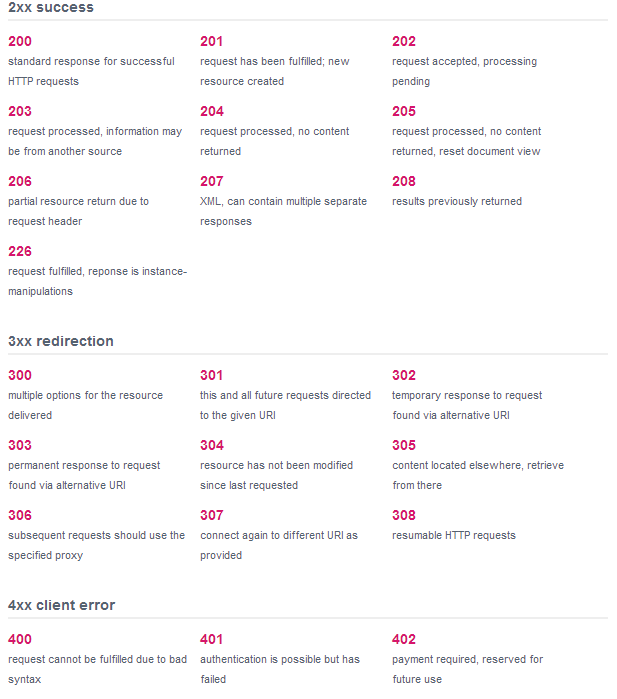 2xx success
200
standard response for successful
HTTP requests
201
request has been fulfilled; new
resource created
202
request accepted, processing
pending
203
request processed, information may
be from another source
204
request processed, no content
returned
205
request processed, no content
returned, reset document view
206
partial resource return due to
request header
207
XML, can contain multiple separate
responses
208
results previously returned
226
request fulfilled, reponse is instance-
manipulations
3xx redirection
300
multiple options for the resource
delivered
301
this and all future requests directed
to the given URI
302
temporary response to request
found via alternative URI
303
permanent response to request
found via alternative URI
304
resource has not been modified
since last requested
305
content located elsewhere, retrieve
from there
306
subsequent requests should use the
specified proxy
307
connect again to different URI as
provided
308
resumable HTTP requests
4xx client error
400
request cannot be fulfilled due to bad
syntax
401
authentication is possible but has
failed
402
payment required, reserved for
future use